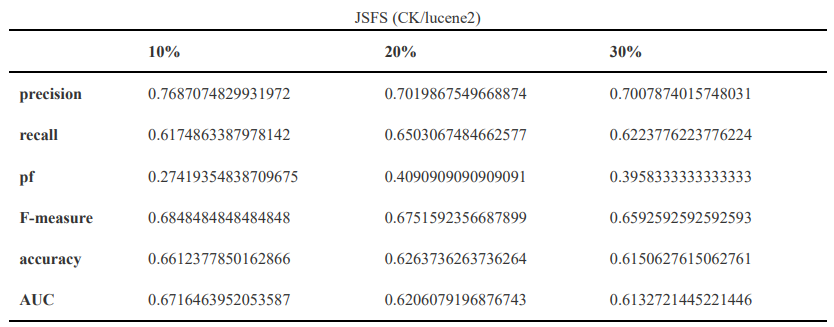 JSFS (CK/lucene2)
10% 20% 30%
precision 0.7687074829931972 0.7019867549668874 0.7007874015748031
recall 0.6174863387978142 0.6503067484662577 0.6223776223776224
pf 0.27419354838709675 0.4090909090909091 0.3958333333333333
F-measure 0.6848484848484848 0.6751592356687899 0.6592592592592593
accuracy 0.6612377850162866 0.6263736263736264 0.6150627615062761
AUC 0.6716463952053587 0.6206079196876743 0.6132721445221446